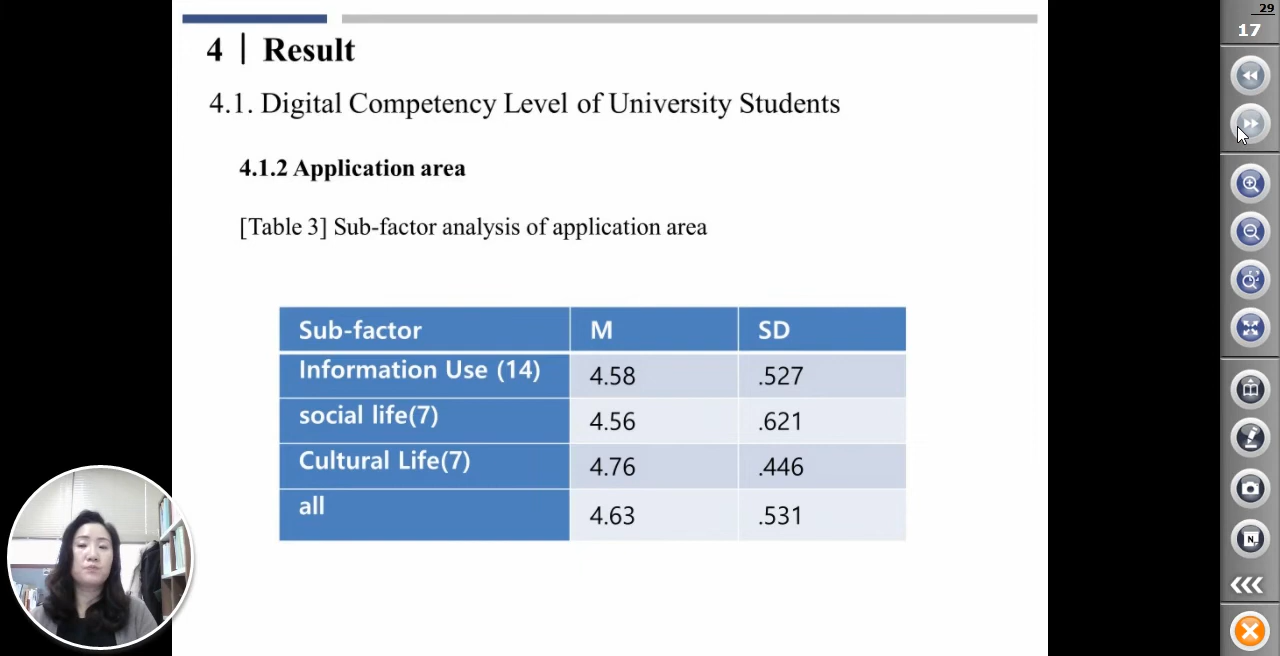 29
17
4 | Result
4.1. Digital Competency Level of University Students
4.1.2 Application area
[Table 3] Sub-factor analysis of application area
Sub-factor M SD
Information Use (14) 4.58 .527
social life(7) 4.56 .621
Cultural Life(7) 4.76 .446
all 4.63 .531
N